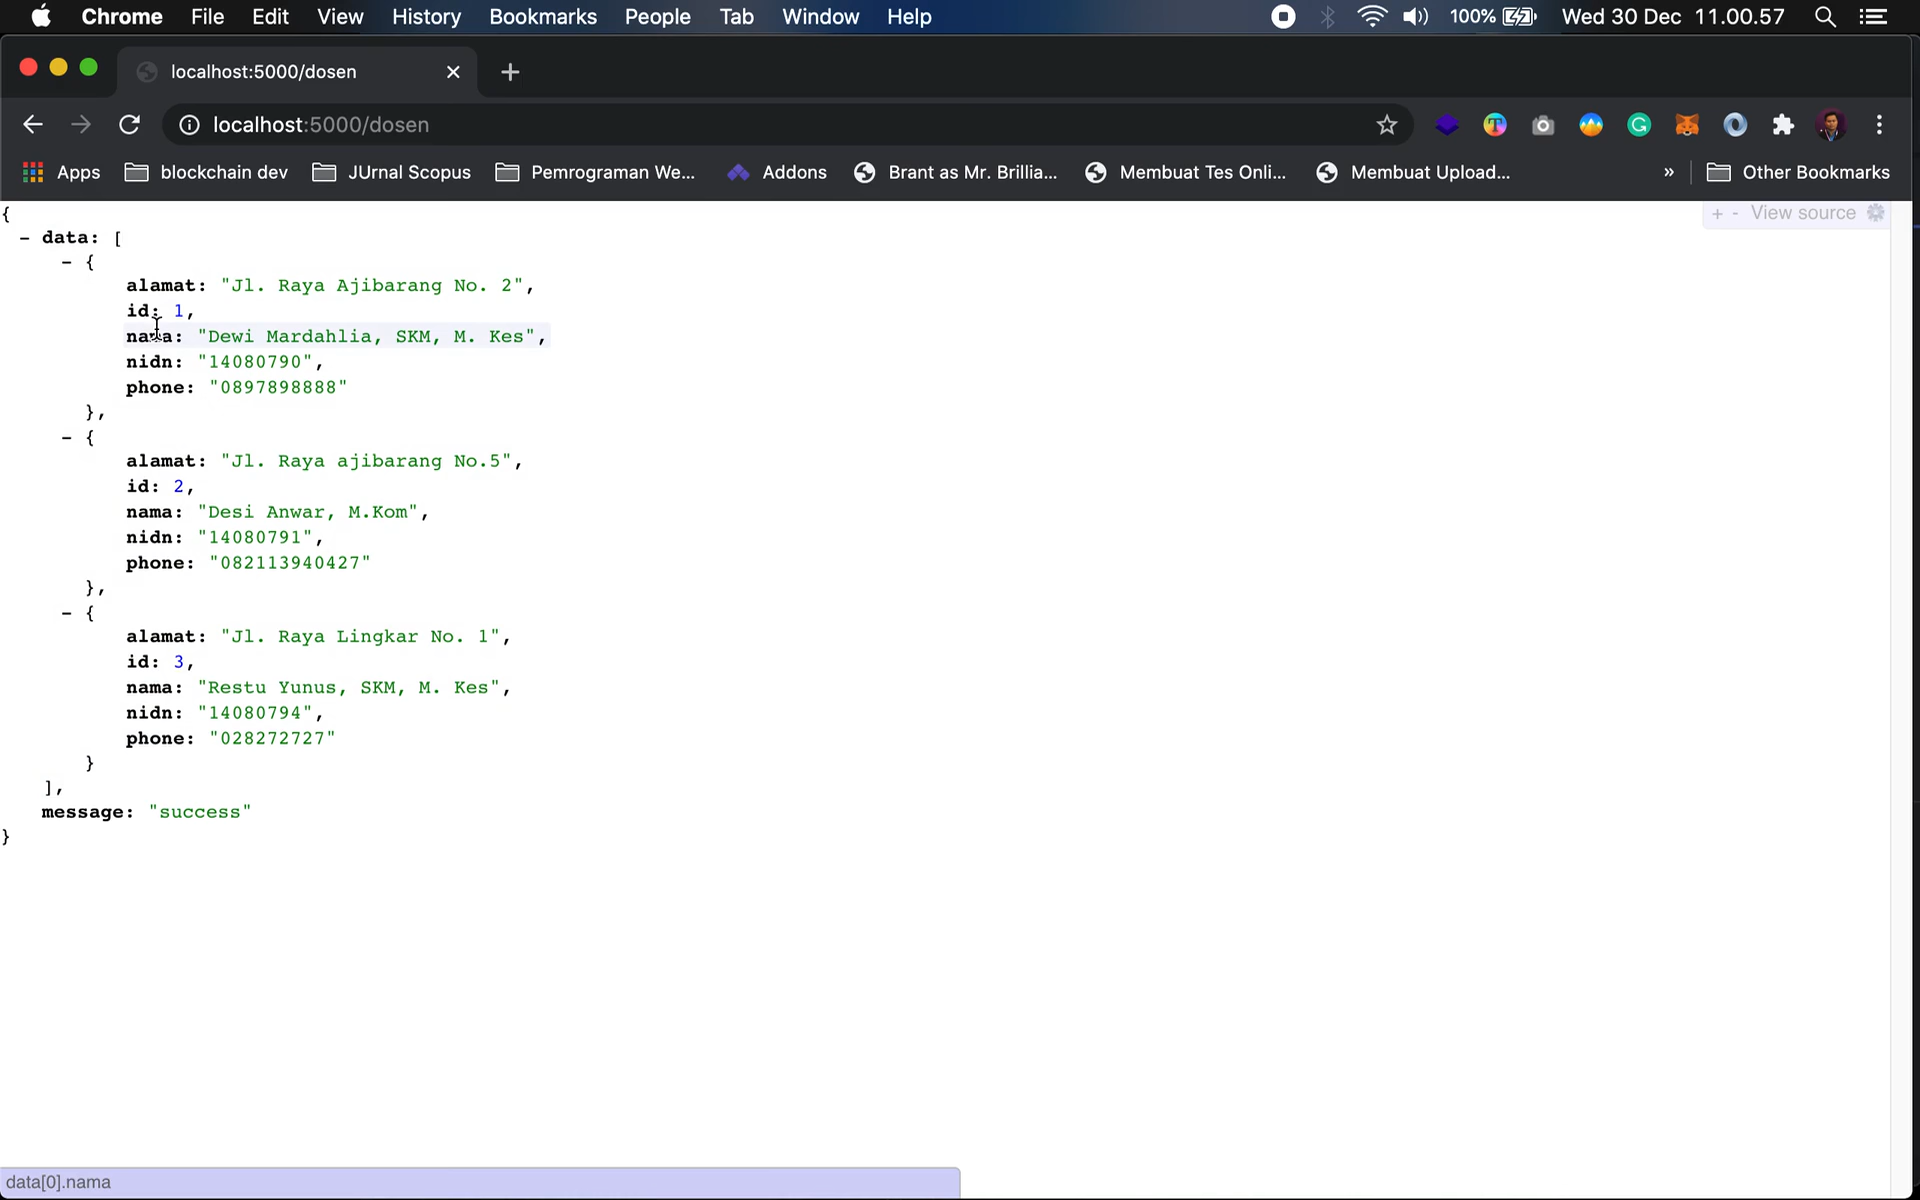 Chrome File Edit View History Bookmarks People Tab Window Help 100% Wed 30 Dec 11.00.57
localhost:5000/dosen
localhost:5000/dosen
Apps blockchain dev JUrnal Scopus Pemrograman We... Addons Brant as Mr. Brillia... Membuat Tes Onli... Membuat Upload... » Other Bookmarks
{
+ - View source
- data: [
- {
alamat: "Jl. Raya Ajibarang No. 2",
id: 1,
nama: "Dewi Mardahlia, SKM, M. Kes",
nidn: "14080790",
phone: "0897898888"
},
- {
alamat: "Jl. Raya ajibarang No.5",
id: 2,
nama: "Desi Anwar, M.Kom",
nidn: "14080791",
phone: "082113940427"
},
- {
alamat: "Jl. Raya Lingkar No. 1",
id: 3,
nama: "Restu Yunus, SKM, M. Kes",
nidn: "14080794",
phone: "028272727"
}
],
message: "success"
}
data[0].nama